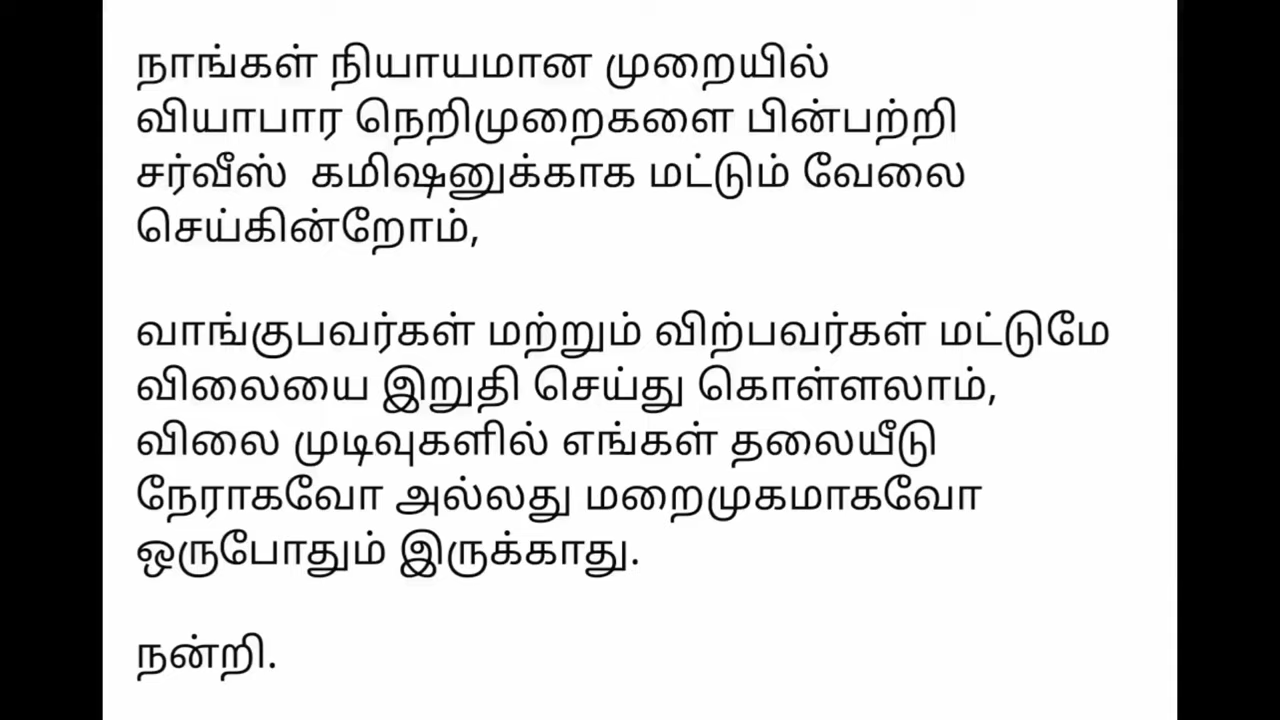 நாங்கள் நியாயமான முறையில்
வியாபார நெறிமுறைகளை பின்பற்றி
சர்வீஸ் கமிஷனுக்காக மட்டும் வேலை
செய்கின்றோம்,
வாங்குபவர்கள் மற்றும் விற்பவர்கள் மட்டுமே
விலையை இறுதி செய்து கொள்ளலாம்,
விலை முடிவுகளில் எங்கள் தலையீடு
நேராகவோ அல்லது மறைமுகமாகவோ
ஒருபோதும் இருக்காது.
நன்றி.